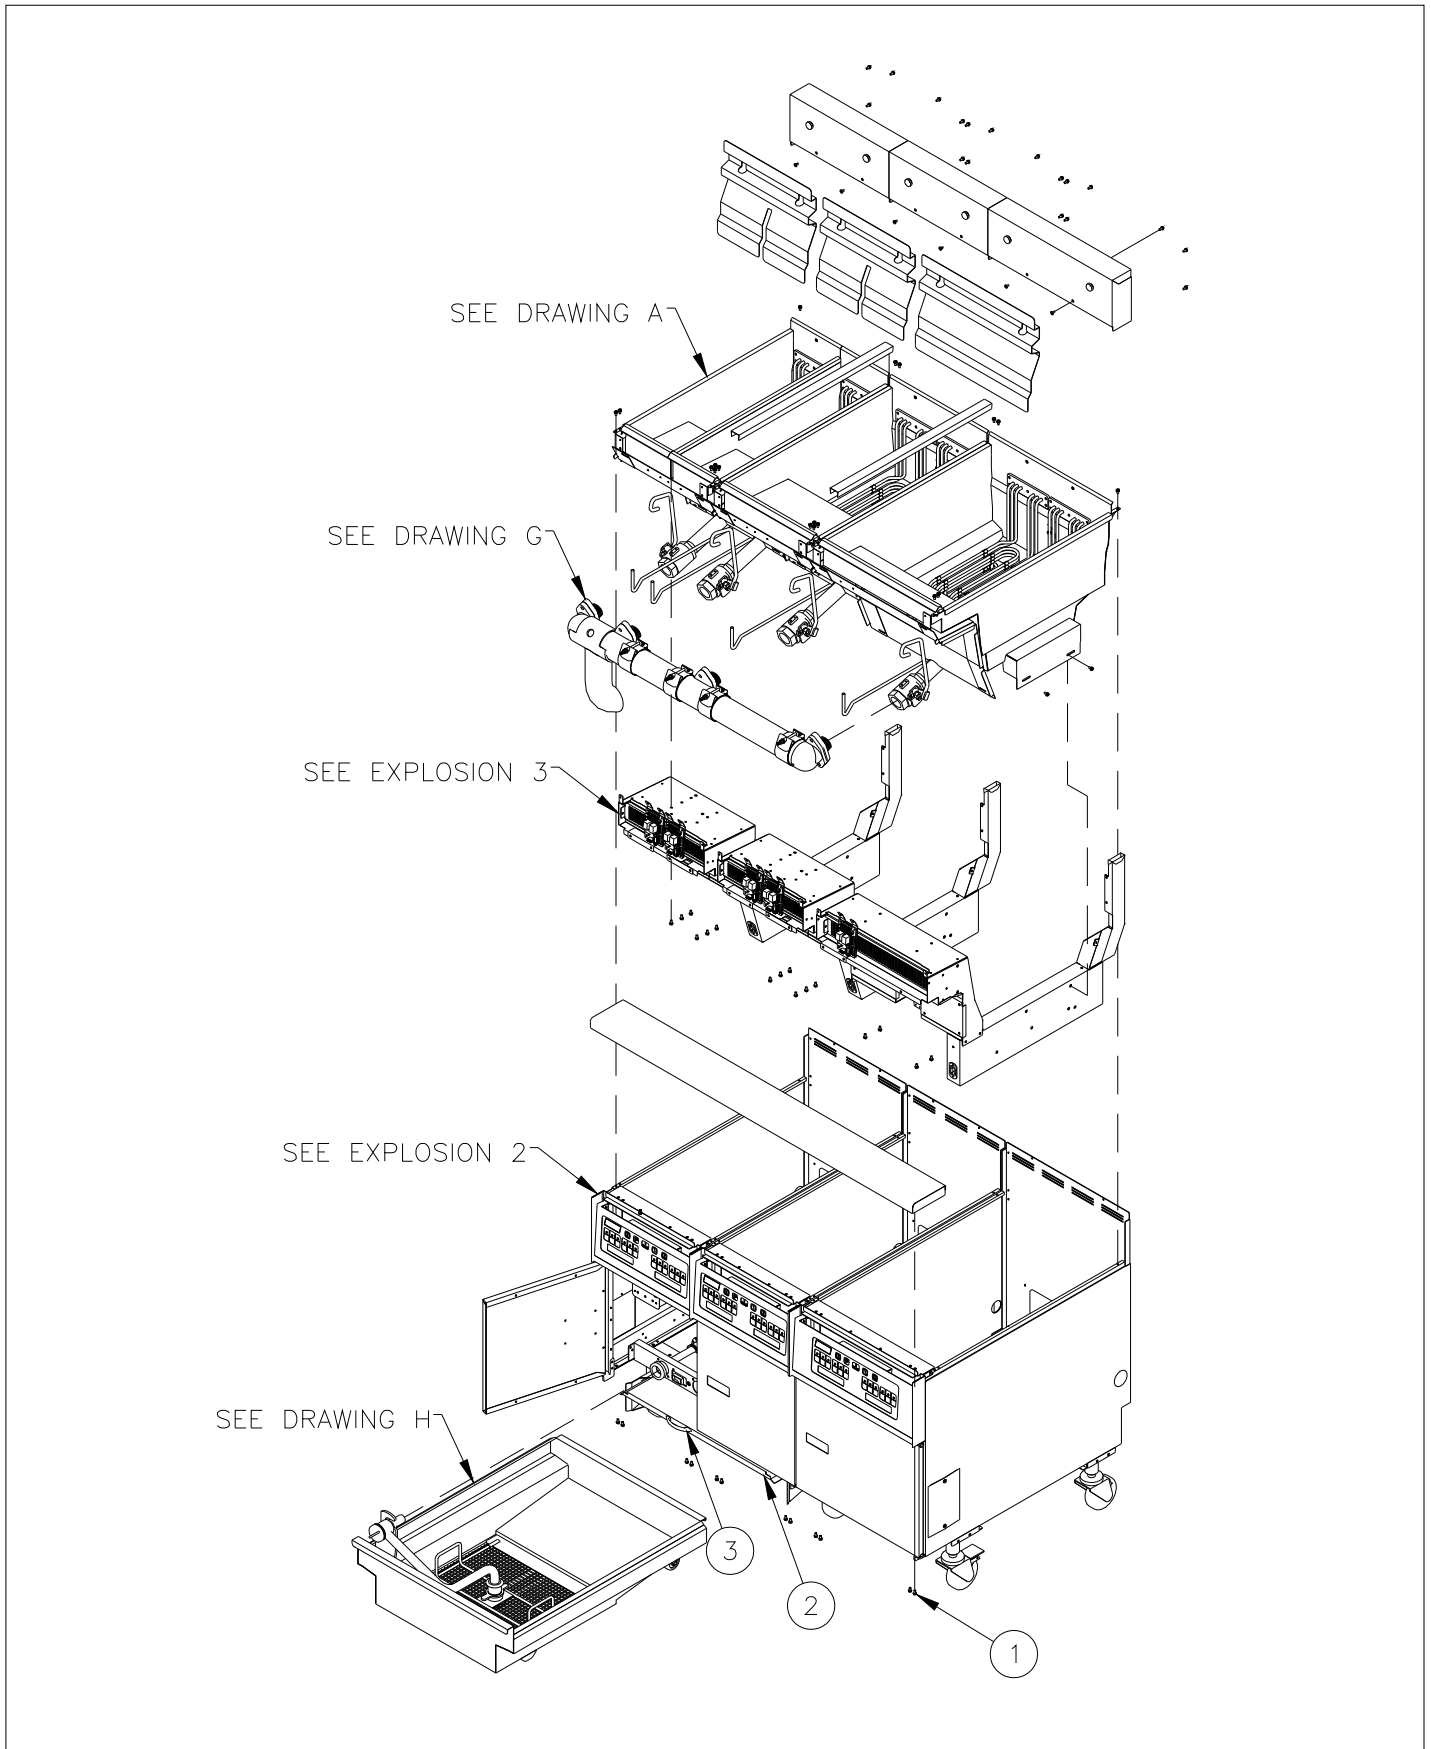 SEE DRAWING A
SEE DRAWING G
SEE EXPLOSION 3
SEE EXPLOSION 2
SEE DRAWING H
3
2
1